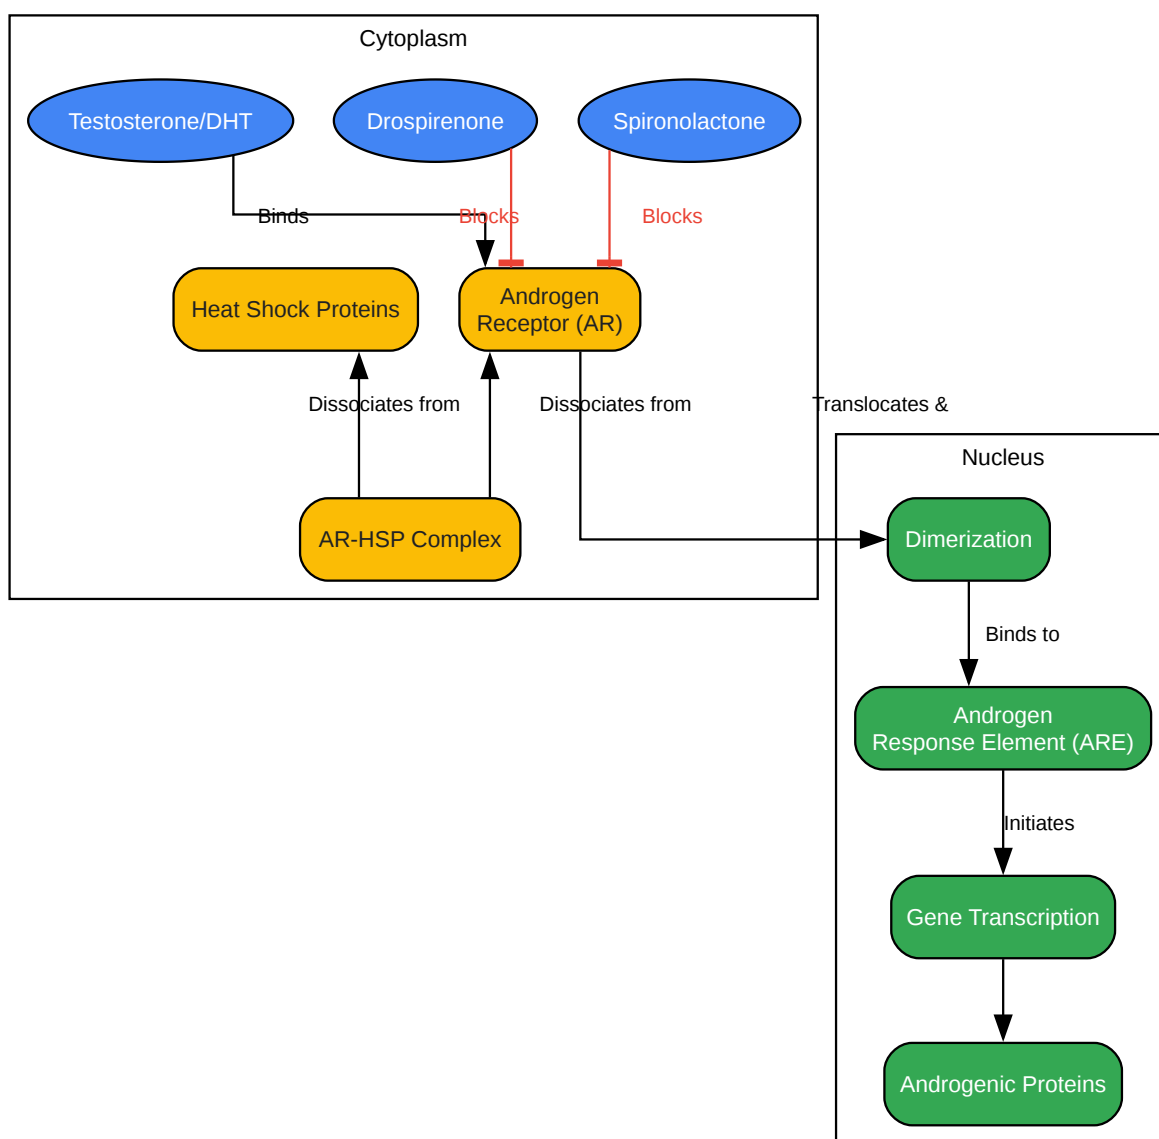 Cytoplasm
Testosterone/DHT
Drospirenone
Spironolactone
Binds
Blocks
Blocks
Heat Shock Proteins
Androgen
Receptor (AR)
Dissociates from
Dissociates from
Translocates &
Nucleus
AR-HSP Complex
Dimerization
Binds to
Androgen
Response Element (ARE)
Initiates
Gene Transcription
Androgenic Proteins